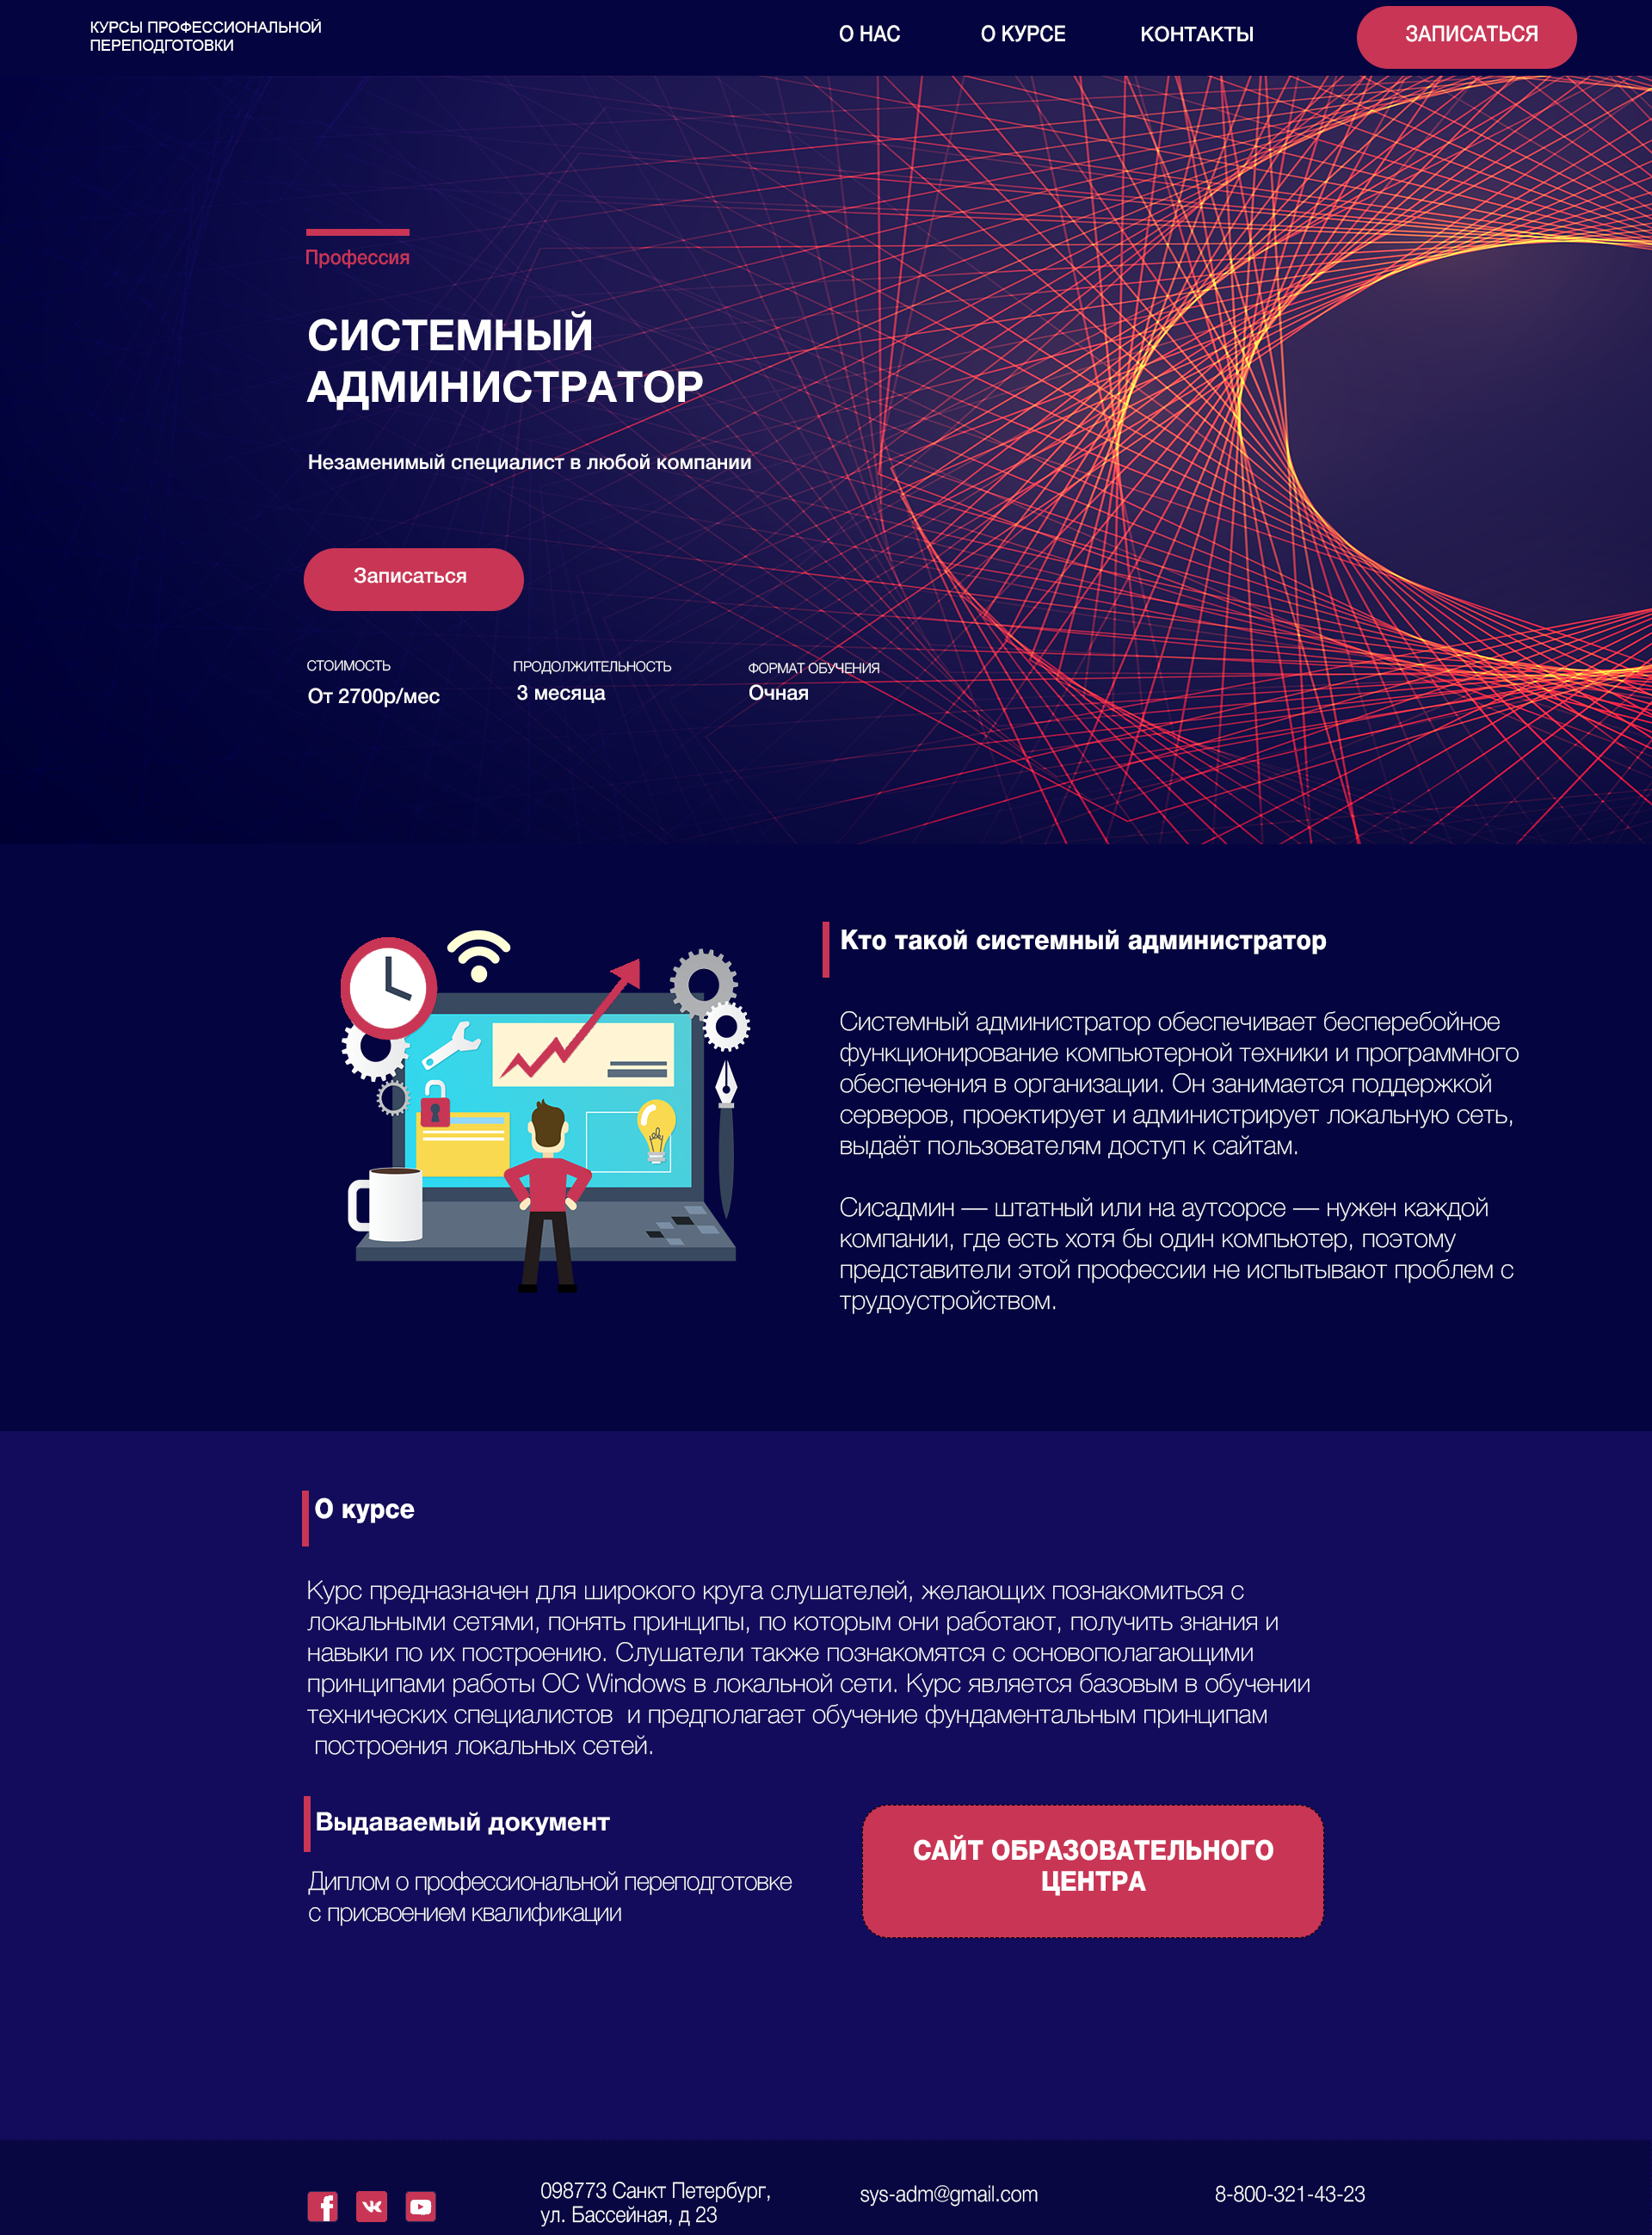 КУРСЫ ПРОФЕССИОНАЛЬНОЙ
ПЕРЕПОДГОТОВКИ
О НАС
О КУРСЕ
КОНТАКТЫ
ЗАПИСАТЬСЯ
Профессия
СИСТЕМНЫЙ
АДМИНИСТРАТОР
Незаменимый специалист в любой компании
Записаться
СТОИМОСТЬ
От 2700р/мес
ПРОДОЛЖИТЕЛЬНОСТЬ
3 месяца
ФОРМАТ ОБУЧЕНИЯ
Очная
Кто такой системный администратор
Системный администратор обеспечивает бесперебойное
функционирование компьютерной техники и программного
обеспечения в организации. Он занимается поддержкой
серверов, проектирует и администрирует локальную сеть,
выдаёт пользователям доступ к сайтам.
Сисадмин — штатный или на аутсорсе — нужен каждой
компании, где есть хотя бы один компьютер, поэтому
представители этой профессии не испытывают проблем с
трудоустройством.
О курсе
Курс предназначен для широкого круга слушателей, желающих познакомиться с
локальными сетями, понять принципы, по которым они работают, получить знания и
навыки по их построению. Слушатели также познакомятся с основополагающими
принципами работы ОС Windows в локальной сети. Курс является базовым в обучении
технических специалистов  и предполагает обучение фундаментальным принципам
построения локальных сетей.
Выдаваемый документ
Диплом о профессиональной переподготовке
с присвоением квалификации
САЙТ ОБРАЗОВАТЕЛЬНОГО
ЦЕНТРА
098773 Санкт Петербург,
ул. Бассейная, д 23
sys-adm@gmail.com
8-800-321-43-23